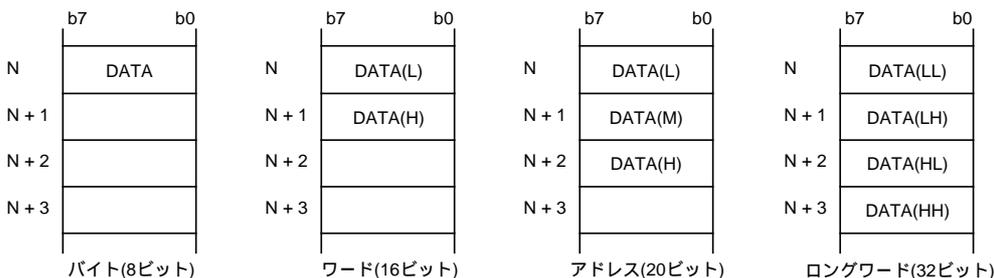 b7 b0 b7 b0 b7 b0 b7 b0
N DATA N DATA(L) N DATA(L) N DATA(LL)
N + 1 N + 1 DATA(H) N + 1 DATA(M) N + 1 DATA(LH)
N + 2 N + 2 N + 2 DATA(H) N + 2 DATA(HL)
N + 3 N + 3 N + 3 N + 3 DATA(HH)
バイト(8ビット) ワード(16ビット) アドレス(20ビット) ロングワード(32ビット)